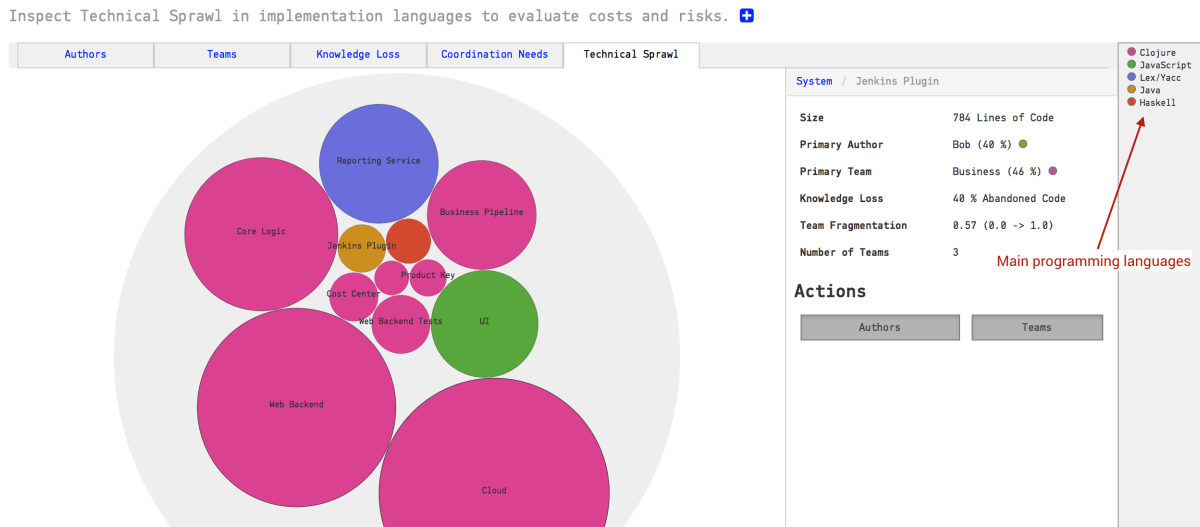 Inspect Technical Sprawl in implementation languages to evaluate costs and risks.
Authors
Teams
Knowledge Loss
Coordination Needs
Technical Sprawl
Clojure
JavaScript
Lex/Yacc
Java
Haskell
System / Jenkins Plugin
Size 784 Lines of Code
Primary Author Bob (40 %)
Primary Team Business (46 %)
Knowledge Loss 40 % Abandoned Code
Team Fragmentation 0.57 (0.0 -> 1.0)
Number of Teams 3
Main programming languages
Actions
Authors
Teams
Reporting Service
Business Pipeline
Core Logic
Jenkins Plugin
Product Key
Cost Center
Web Backend Tests
UI
Web Backend
Cloud